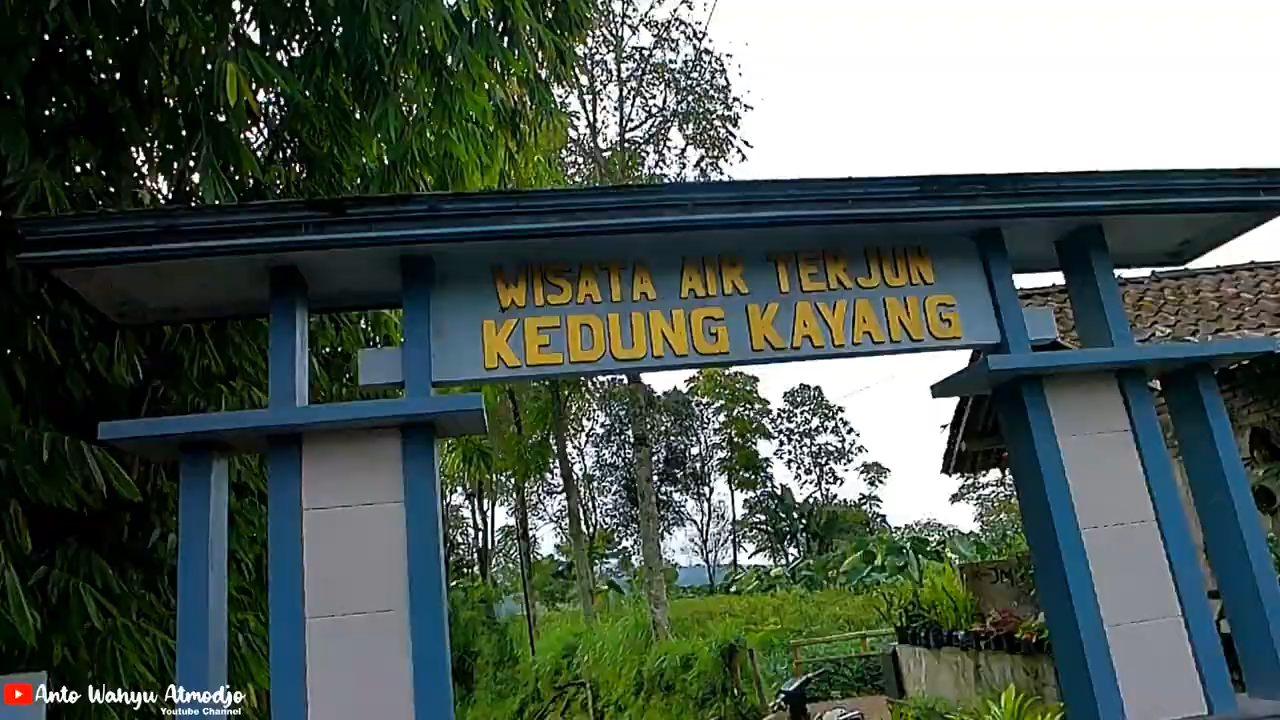 WISATA AIR TERJUN
KEDUNG KAYANG
Anto Wahyu Atmodjo
Youtube Channel